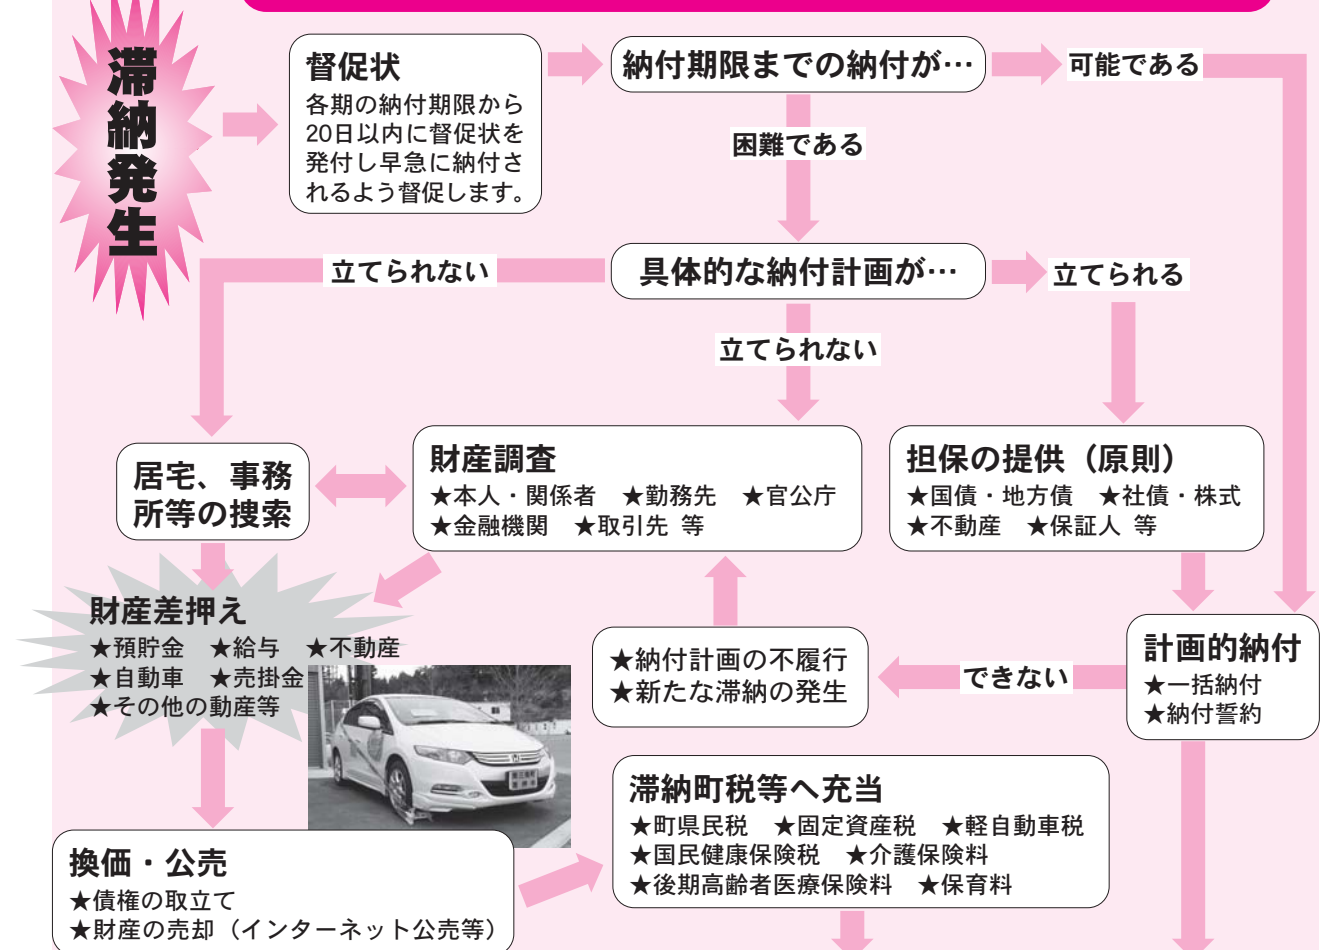 滞納発生
督促状
各期の納付期限から
20日以内に督促状を
発付し早急に納付さ
れるよう督促します。
納付期限までの納付が…
可能である
困難である
具体的な納付計画が…
立てられない
立てられる
立てられない
居宅、事務
所等の捜索
財産調査
★本人・関係者　★勤務先　★官公庁
★金融機関　★取引先 等
担保の提供（原則）
★国債・地方債　★社債・株式
★不動産　★保証人 等
財産差押え
★預貯金　★給与　★不動産
★自動車　★売掛金
★その他の動産等
★納付計画の不履行
★新たな滞納の発生
できない
計画的納付
★一括納付
★納付誓約
滞納町税等へ充当
★町県民税　★固定資産税　★軽自動車税
★国民健康保険税　★介護保険料
★後期高齢者医療保険料　★保育料
換価・公売
★債権の取立て
★財産の売却（インターネット公売等）